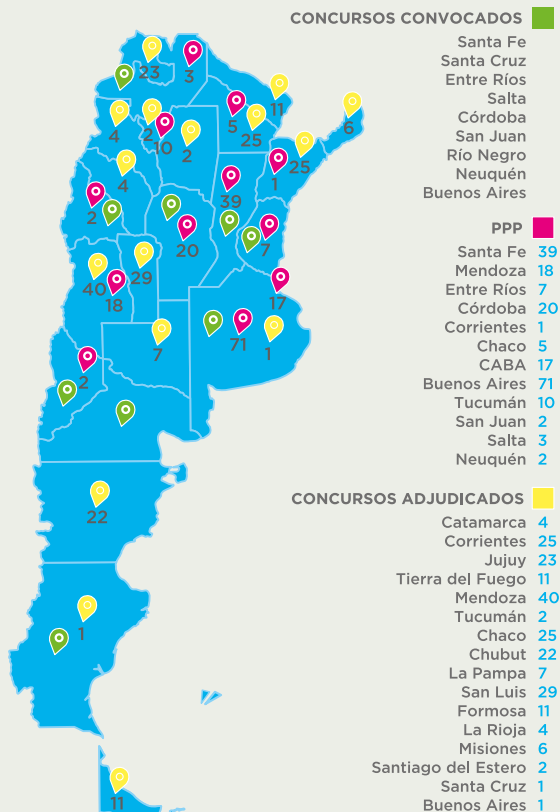 CONCURSOS CONVOCADOS
Santa Fe
Santa Cruz
Entre Ríos
Salta
Córdoba
San Juan
Río Negro
Neuquén
Buenos Aires
PPP
Santa Fe 39
Mendoza 18
Entre Ríos 7
Córdoba 20
Corrientes 1
Chaco 5
CABA 17
Buenos Aires 71
Tucumán 10
San Juan 2
Salta 3
Neuquén 2
CONCURSOS ADJUDICADOS
Catamarca 4
Corrientes 25
Jujuy 23
Tierra del Fuego 11
Mendoza 40
Tucumán 2
Chaco 25
Chubut 22
La Pampa 7
San Luis 29
Formosa 11
La Rioja 4
Misiones 6
Santiago del Estero 2
Santa Cruz 1
Buenos Aires 1
23
3
11
5
25
6
4
2
10
2
25
1
4
39
2
20
7
29
40
18
17
7
71
1
2
22
1
11